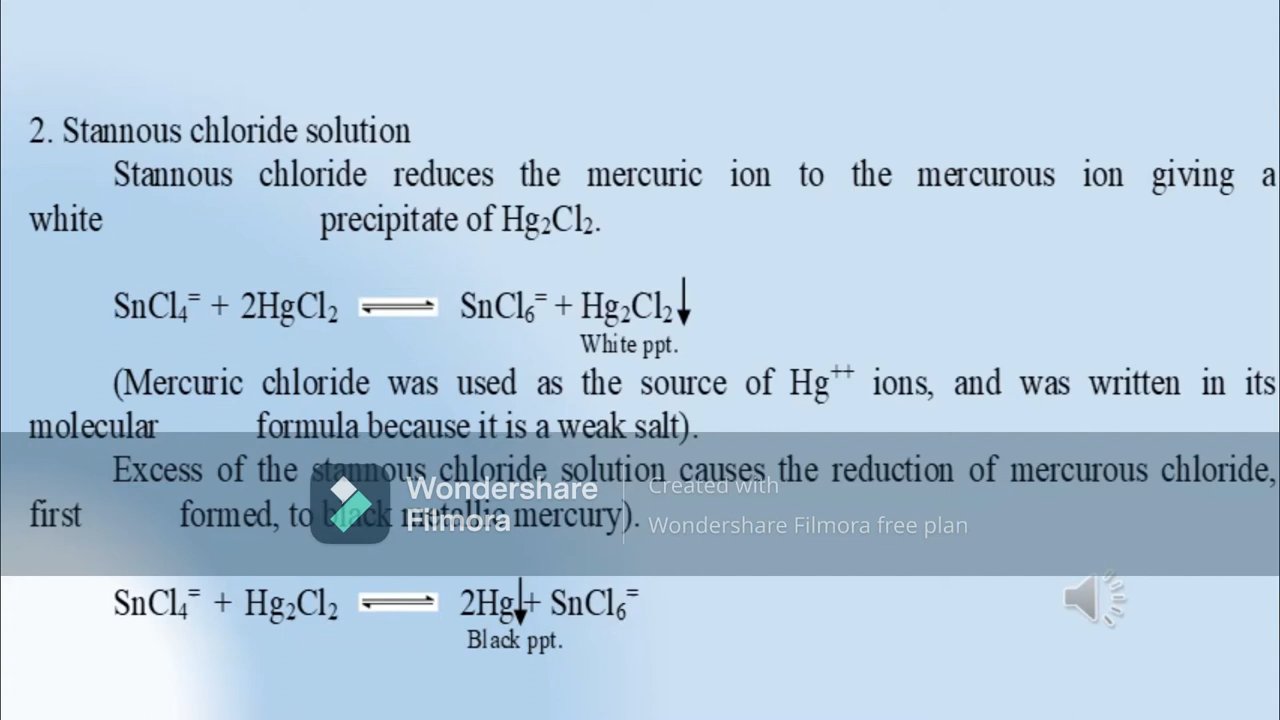 2. Stannous chloride solution
Stannous chloride reduces the mercuric ion to the mercurous ion giving a
white precipitate of Hg₂Cl₂.
SnCl₄⁼ + 2HgCl₂ ⇌ SnCl₆⁼ + Hg₂Cl₂↓
White ppt.
(Mercuric chloride was used as the source of Hg⁺⁺ ions, and was written in its
molecular formula because it is a weak salt).
Excess of the stannous chloride solution causes the reduction of mercurous chloride,
first formed, to black metallic mercury).
Wondershare
Filmora
Created with
Wondershare Filmora free plan
SnCl₄⁼ + Hg₂Cl₂ ⇌ 2Hg↓+ SnCl₆⁼
Black ppt.